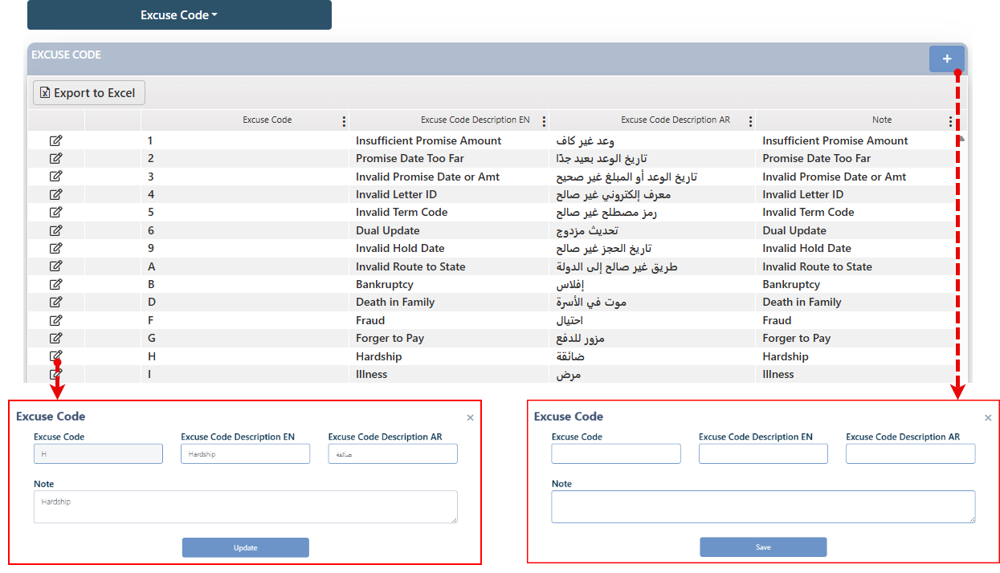 Excuse Code
EXCUSE CODE
+
Export to Excel
Excuse Code Excuse Code Description EN Excuse Code Description AR Note
1 Insufficient Promise Amount وعد غير كاف Insufficient Promise Amount
2 Promise Date Too Far تاريخ الوعد بعيد جدًا Promise Date Too Far
3 Invalid Promise Date or Amt تاريخ الوعد أو المبلغ غير صحيح Invalid Promise Date or Amt
4 Invalid Letter ID معرف إلكتروني غير صالح Invalid Letter ID
5 Invalid Term Code رمز مصطلح غير صالح Invalid Term Code
6 Dual Update تحديث مزدوج Dual Update
9 Invalid Hold Date تاريخ الحجز غير صالح Invalid Hold Date
A Invalid Route to State طريق غير صالح إلى الدولة Invalid Route to State
B Bankruptcy إفلاس Bankruptcy
D Death in Family موت في الأسرة Death in Family
F Fraud احتيال Fraud
G Forger to Pay مزور للدفع Forger to Pay
H Hardship ضائقة Hardship
I Illness مرض Illness
Excuse Code ×
Excuse Code Excuse Code Description EN Excuse Code Description AR
H Hardship ضائقة
Note
Hardship
Update
Excuse Code ×
Excuse Code Excuse Code Description EN Excuse Code Description AR
Note
Save